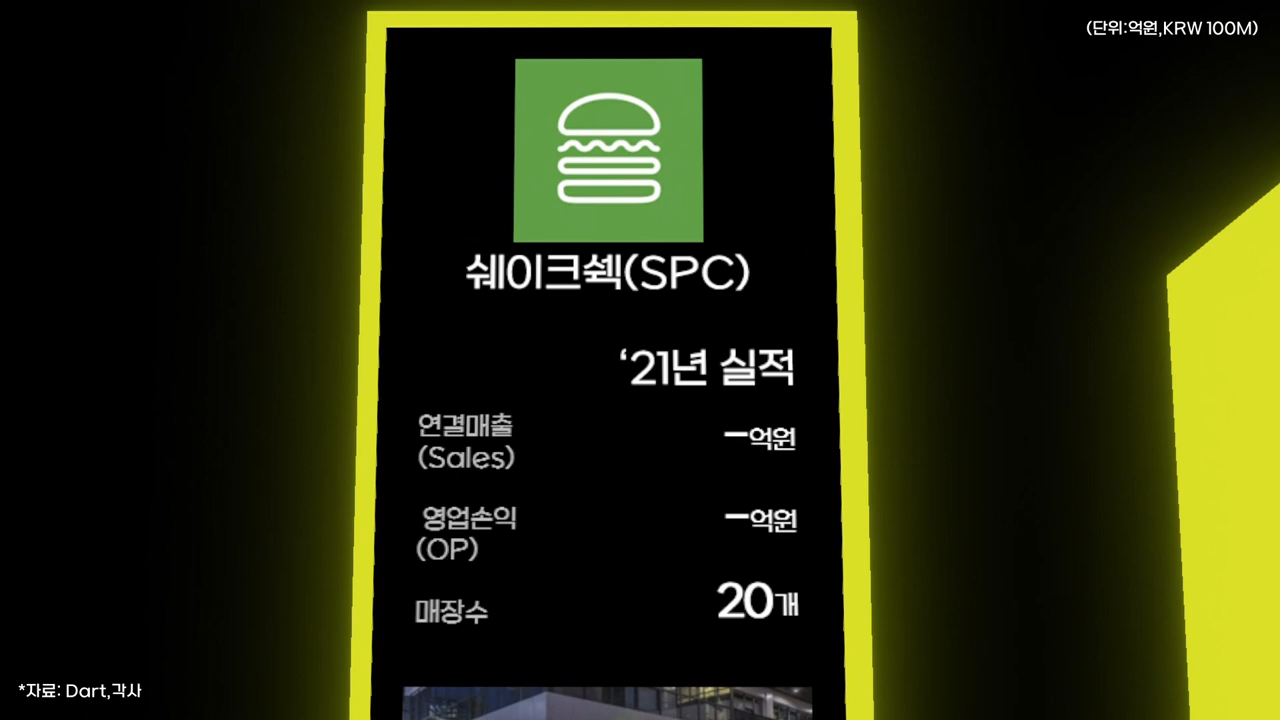 (단위:억원,KRW 100M)
쉐이크쉑(SPC)
‘21년 실적
연결매출
(Sales)
–억원
영업손익
(OP)
–억원
매장수
20개
*자료: Dart,각사